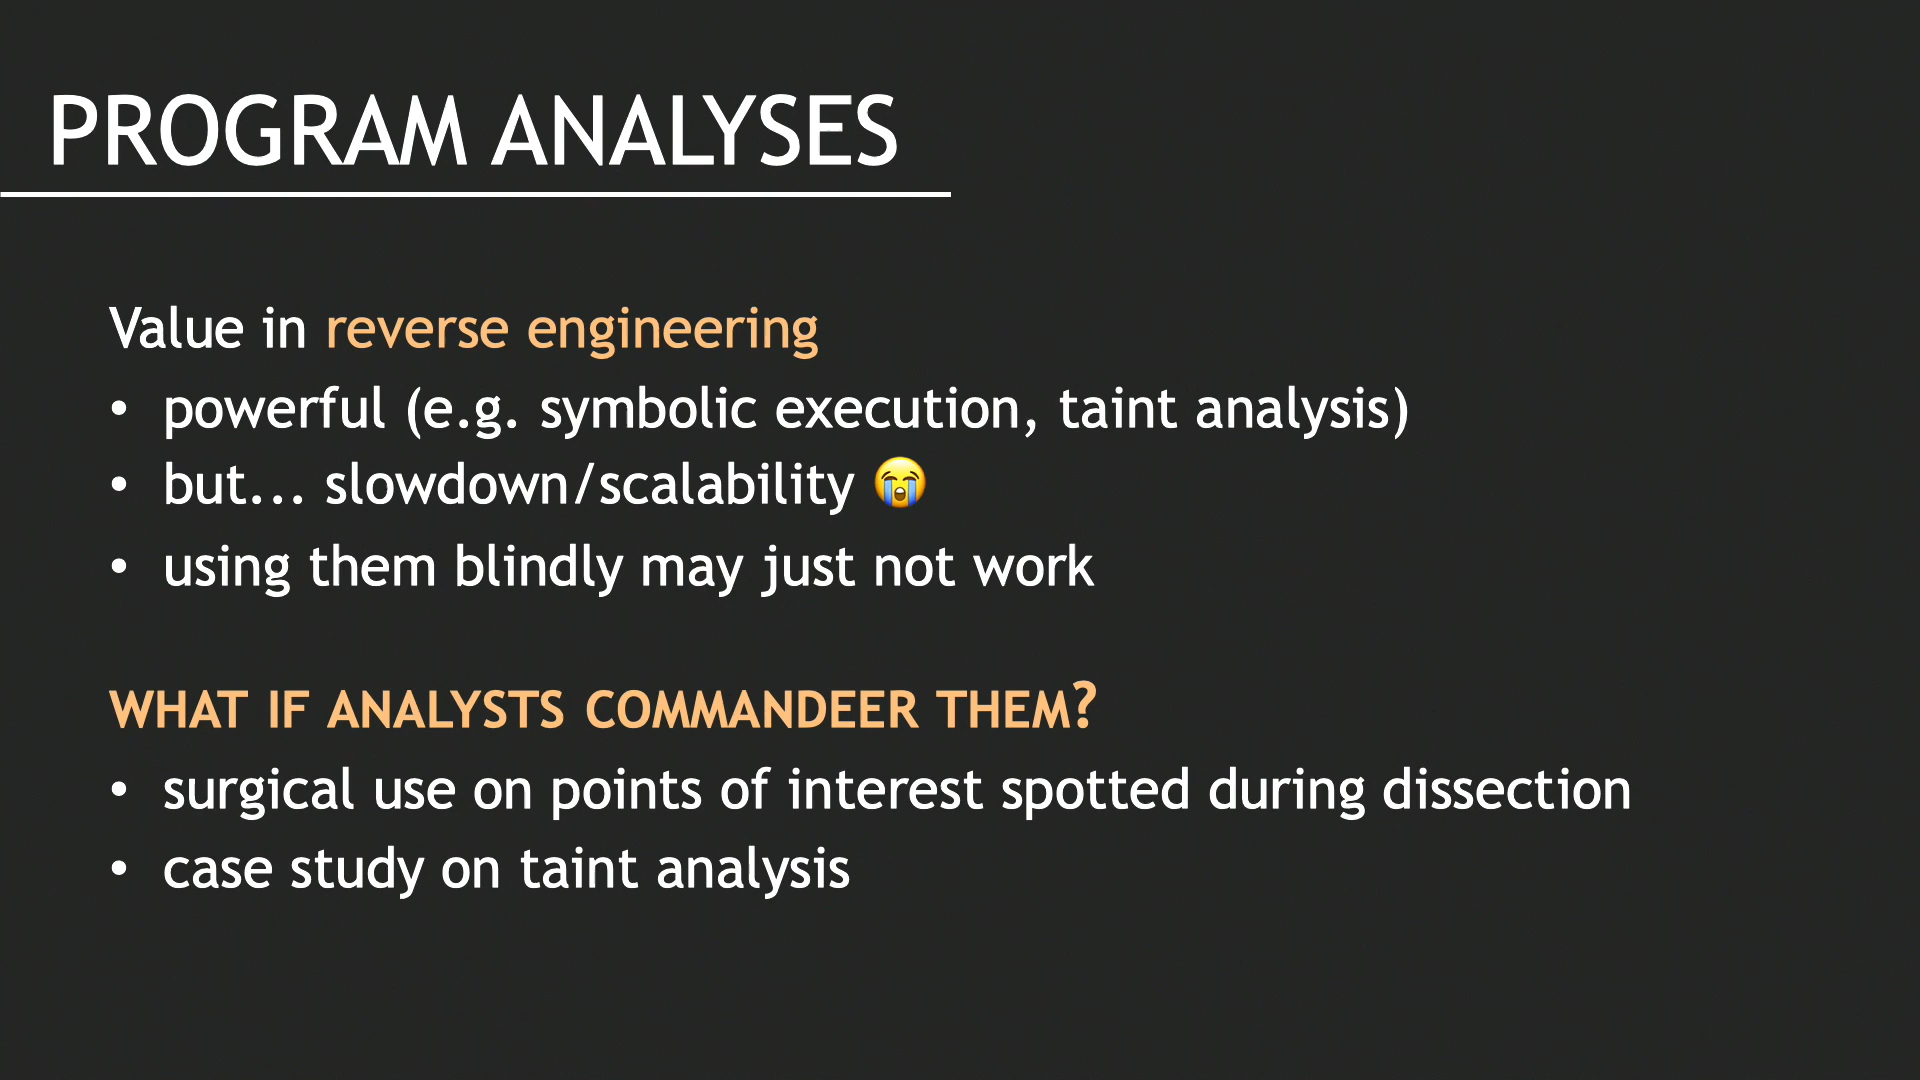 PROGRAM ANALYSES
Value in reverse engineering
• powerful (e.g. symbolic execution, taint analysis)
• but... slowdown/scalability 😭
• using them blindly may just not work
WHAT IF ANALYSTS COMMANDEER THEM?
• surgical use on points of interest spotted during dissection
• case study on taint analysis